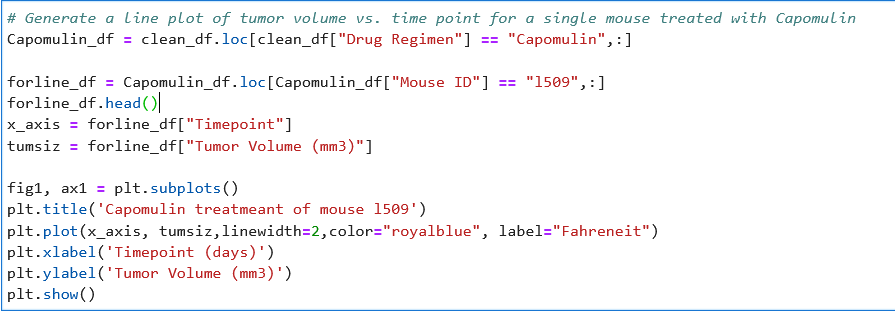 # Generate a line plot of tumor volume vs. time point for a single mouse treated with Capomulin
Capomulin_df = clean_df.loc[clean_df["Drug Regimen"] == "Capomulin",:]
forline_df = Capomulin_df.loc[Capomulin_df["Mouse ID"] == "l509",:]
forline_df.head()
x_axis = forline_df["Timepoint"]
tumsiz = forline_df["Tumor Volume (mm3)"]
fig1, ax1 = plt.subplots()
plt.title('Capomulin treatmeant of mouse l509')
plt.plot(x_axis, tumsiz,linewidth=2,color="royalblue", label="Fahreneit")
plt.xlabel('Timepoint (days)')
plt.ylabel('Tumor Volume (mm3)')
plt.show()